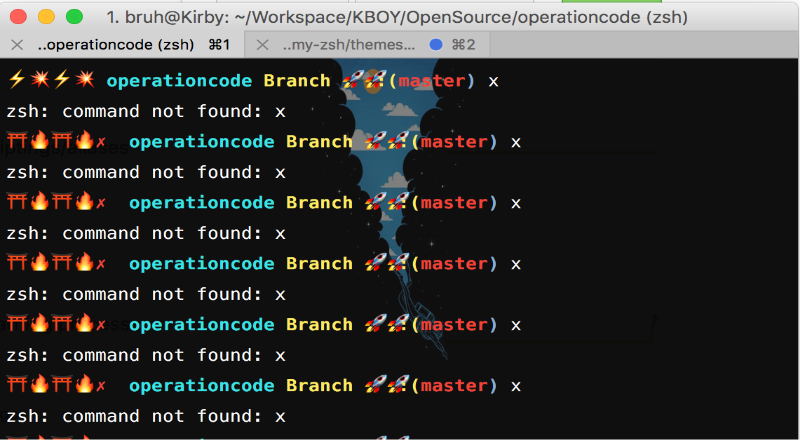 1. bruh@Kirby: ~/Workspace/KBOY/OpenSource/operationcode (zsh)
..operationcode (zsh) ⌘1 ..my-zsh/themes... ⌘2
⚡💥⚡💥 operationcode Branch 🚀🚀:(master) x
zsh: command not found: x
⛩🔥⛩🔥✗ operationcode Branch 🚀🚀:(master) x
zsh: command not found: x
⛩🔥⛩🔥✗ operationcode Branch 🚀🚀:(master) x
zsh: command not found: x
⛩🔥⛩🔥✗ operationcode Branch 🚀🚀:(master) x
zsh: command not found: x
⛩🔥⛩🔥✗ operationcode Branch 🚀🚀:(master) x
zsh: command not found: x
⛩🔥⛩🔥✗ operationcode Branch 🚀🚀:(master) x
zsh: command not found: x